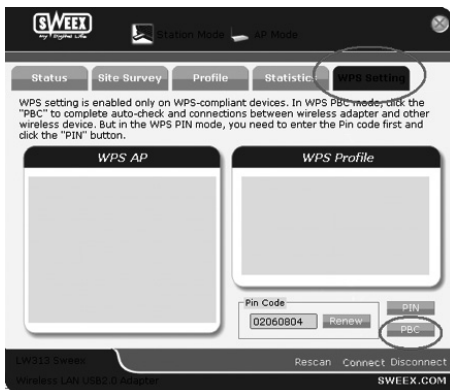 SWEEX
my digital life
Station Mode AP Mode
Status Site Survey Profile Statistics WPS Setting
WPS setting is enabled only on WPS-compliant devices. In WPS PBC mode, click the
"PBC" to complete auto-check and connections between wireless adapter and other
wireless device. But in the WPS PIN mode, you need to enter the Pin code first and
click the "PIN" button.
WPS AP WPS Profile
Pin Code
02060804 Renew PIN
PBC
LW313 Sweex Rescan Connect Disconnect
Wireless LAN USB2.0 Adapter SWEEX.COM